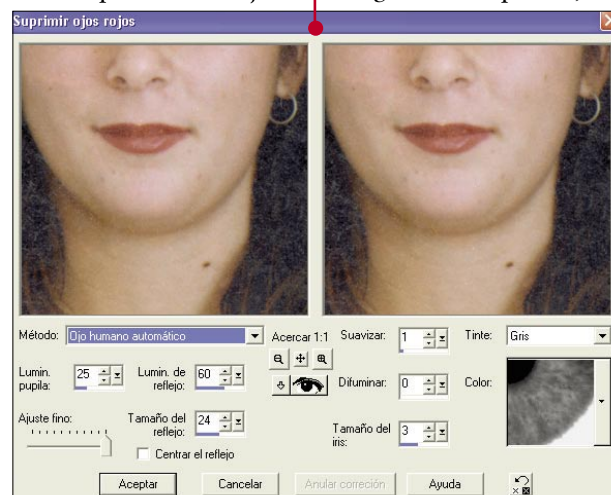 Suprimir ojos rojos
Método: Ojo humano automático Acercar 1:1 Suavizar: 1 Tinte: Gris
Lumin. pupila: 25 Lumin. de reflejo: 60 Difuminar: 0 Color:
Ajuste fino: Tamaño del reflejo: 24 Tamaño del iris: 3
Centrar el reflejo
Aceptar Cancelar Anular correción Ayuda